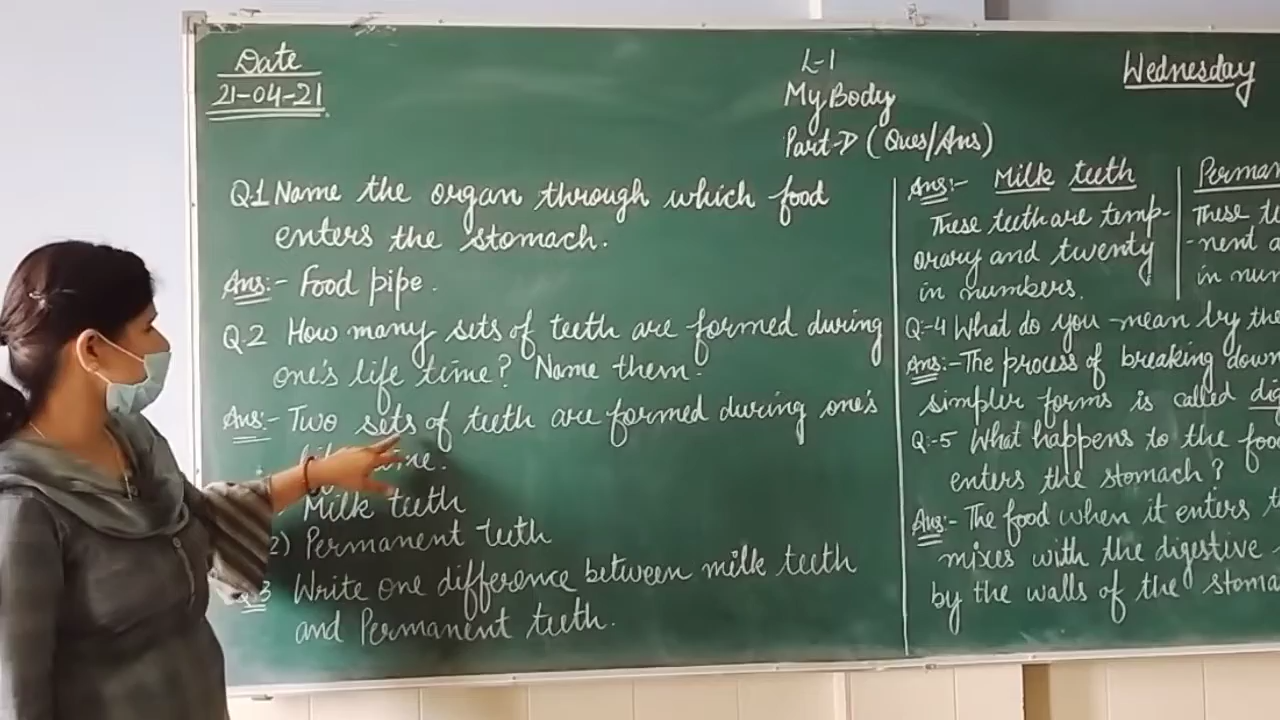 Date
21-04-21
L-1
My Body
Part-D (Ques/Ans)
Wednesday
Q.1 Name the organ through which food
enters the stomach.
Ans:- Food pipe.
Q.2 How many sets of teeth are formed during
one's life time? Name them.
Ans:- Two sets of teeth are formed during one's
Milk teeth
2) Permanent teeth
Write one difference between milk teeth
and Permanent teeth.
Ans:- Milk teeth
These teeth are temp-
orary and twenty
in numbers.
These
-nent
in
Q:-4 What do you mean by the
Ans:- The process of breaking down
simpler forms is called
Q:-5 What happens to the food
enters the stomach?
Ans:- The food when it enters
mixes with the digestive
by the walls of the